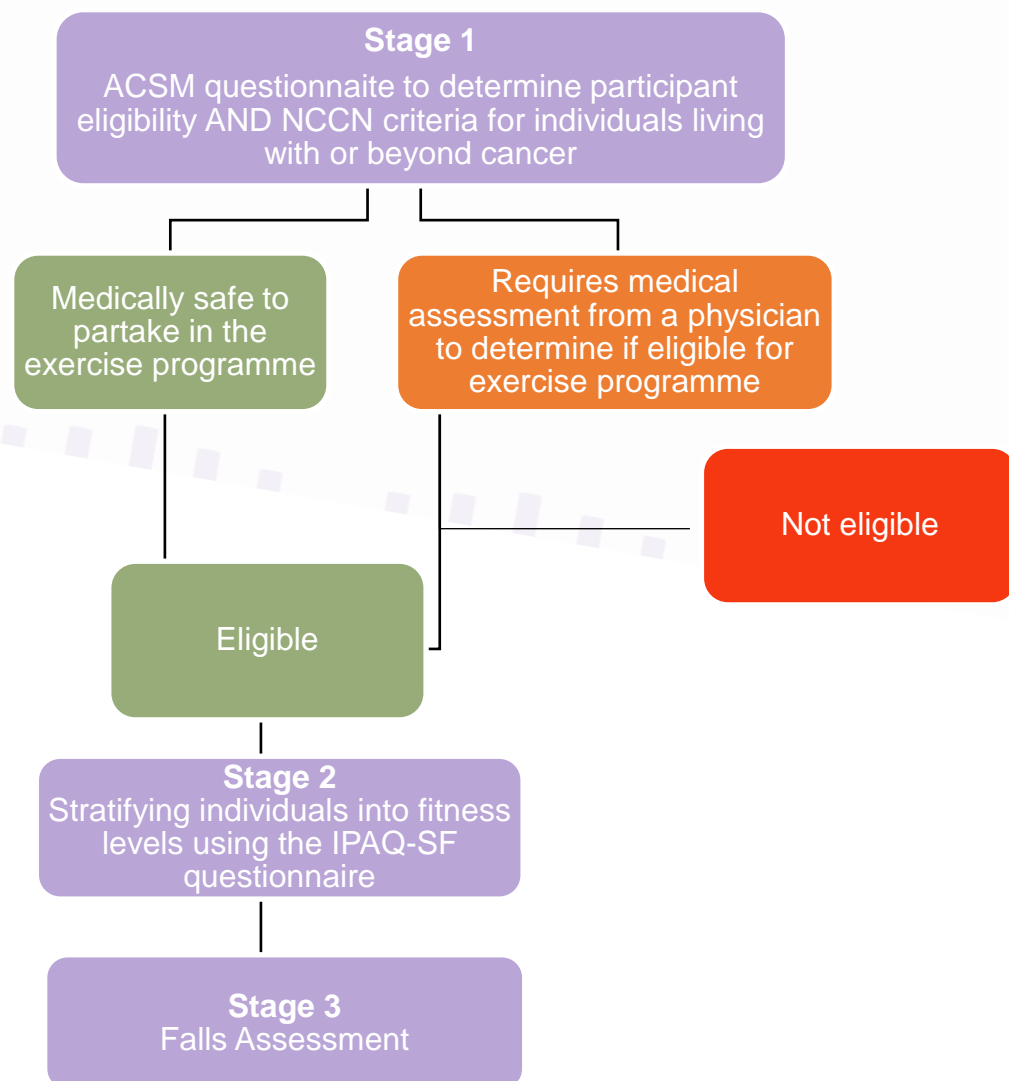 Stage 1
ACSM questionnaite to determine participant
eligibility AND NCCN criteria for individuals living
with or beyond cancer
Medically safe to
partake in the
exercise programme
Requires medical
assessment from a physician
to determine if eligible for
exercise programme
Not eligible
Eligible
Stage 2
Stratifying individuals into fitness
levels using the IPAQ-SF
questionnaire
Stage 3
Falls Assessment